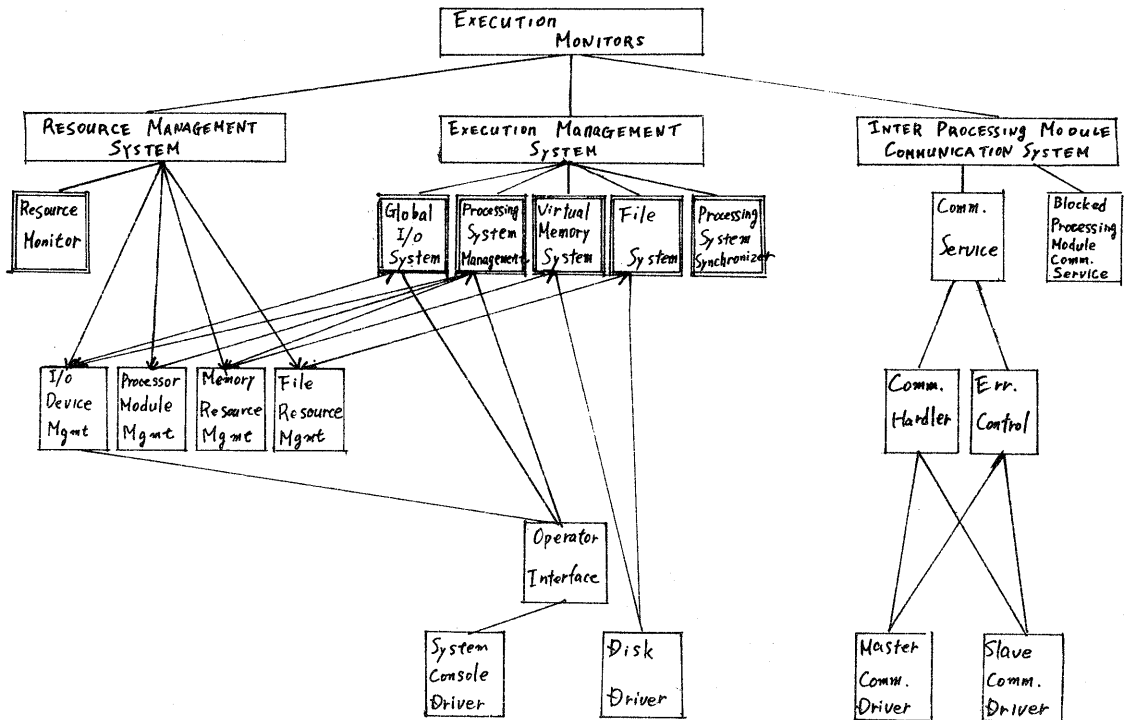 EXECUTION
MONITORS
RESOURCE MANAGEMENT
SYSTEM
EXECUTION MANAGEMENT
SYSTEM
INTER PROCESSING MODULE
COMMUNICATION SYSTEM
Resource
Monitor
Global
I/O
System
Processing
System
Management
Virtual
Memory
System
File
System
Processing
System
Synchronizer
Comm.
Service
Blocked
Processing
Module
Comm.
Service
I/O
Device
Mgmt
Processor
Module
Mgmt
Memory
Resource
Mgmt
File
Resource
Mgmt
Comm.
Hardler
Err.
Control
Operator
Interface
System
Console
Driver
Disk
Driver
Master
Comm.
Driver
Slave
Comm.
Driver